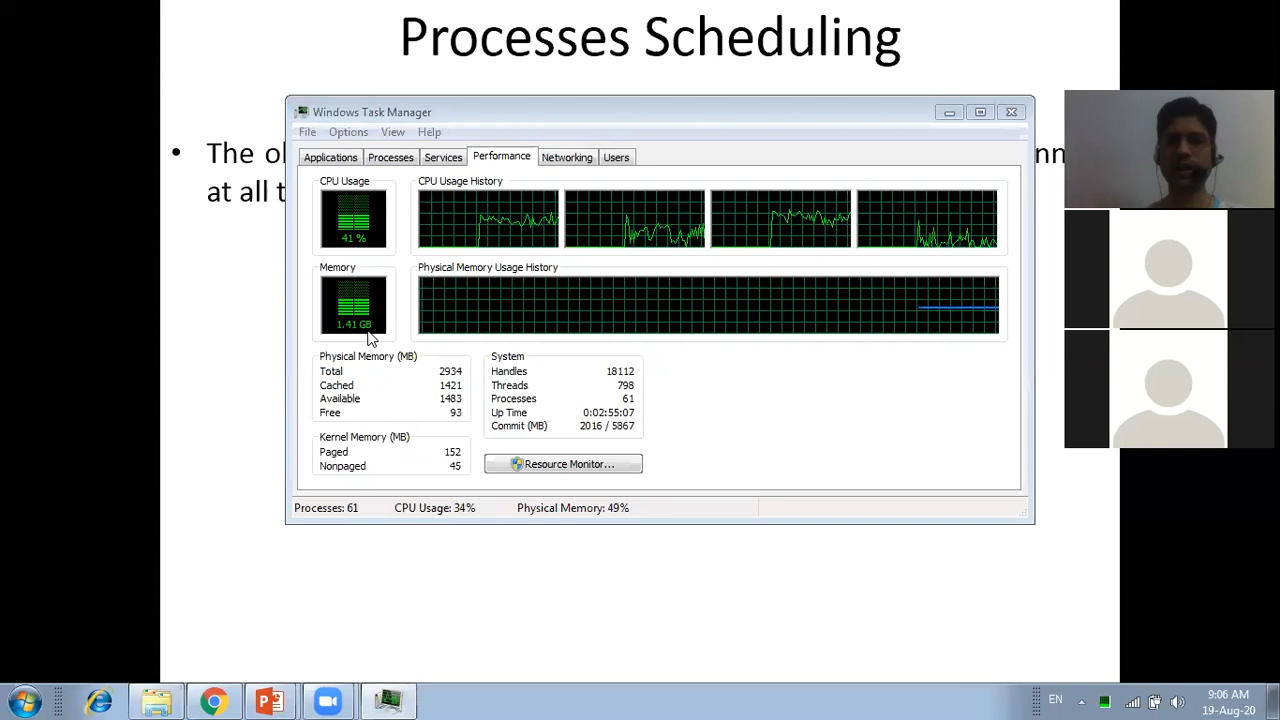 Processes Scheduling
Windows Task Manager
File Options View Help
• The
at all
Applications Processes Services Performance Networking Users
CPU Usage
CPU Usage History
41 %
Memory
Physical Memory Usage History
1.41 GB
Physical Memory (MB)
Total 2934
Cached 1421
Available 1483
Free 93
System
Handles 18112
Threads 798
Processes 61
Up Time 0:02:55:07
Commit (MB) 2016 / 5867
Kernel Memory (MB)
Paged 152
Nonpaged 45
Resource Monitor...
Processes: 61 CPU Usage: 34% Physical Memory: 49%
EN
9:06 AM
19-Aug-20